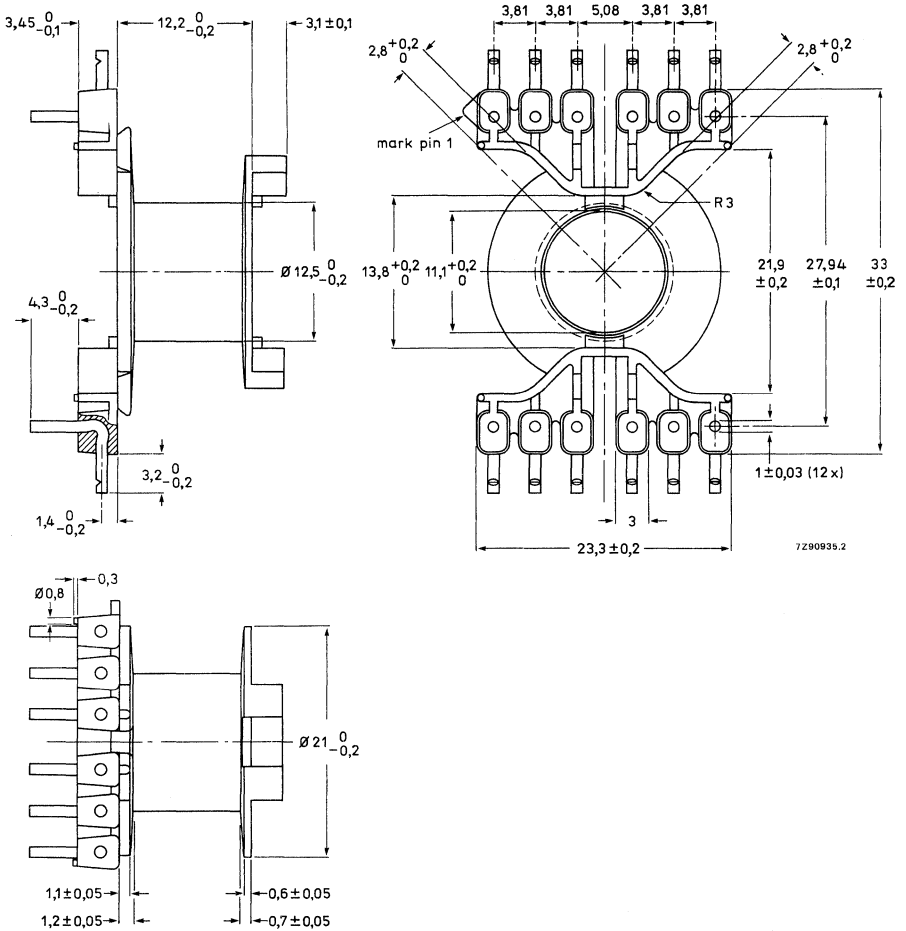 3,45 0 -0,1
12,2 0 -0,2
3,1±0,1
3,81 3,81 5,08 3,81 3,81
2,8 +0,2 0
2,8 +0,2 0
mark pin 1
R3
Ø12,5 0 -0,2
13,8 +0,2 0
11,1 +0,2 0
21,9 ±0,2
27,94 ±0,1
33 ±0,2
4,3 0 -0,2
3,2 0 -0,2
1±0,03 (12x)
1,4 0 -0,2
3
23,3±0,2
7Z90935.2
0,3
Ø0,8
Ø21 0 -0,2
1,1±0,05
0,6±0,05
1,2±0,05
0,7±0,05